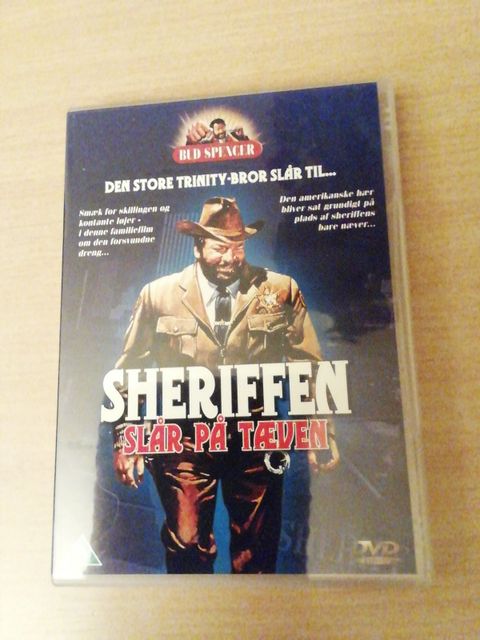 BUD SPENCER
DEN STORE TRINITY-BROR SLÅR TIL....
Smæk for skillingen og
kontante løjer -
i denne familiefilm
om den forsvundne
dreng...
Den amerikanske hær
bliver sat grundigt på
plads af sheriffens
bare næver...
SHERIFFEN
SLÅR PÅ TÆVEN
DVD